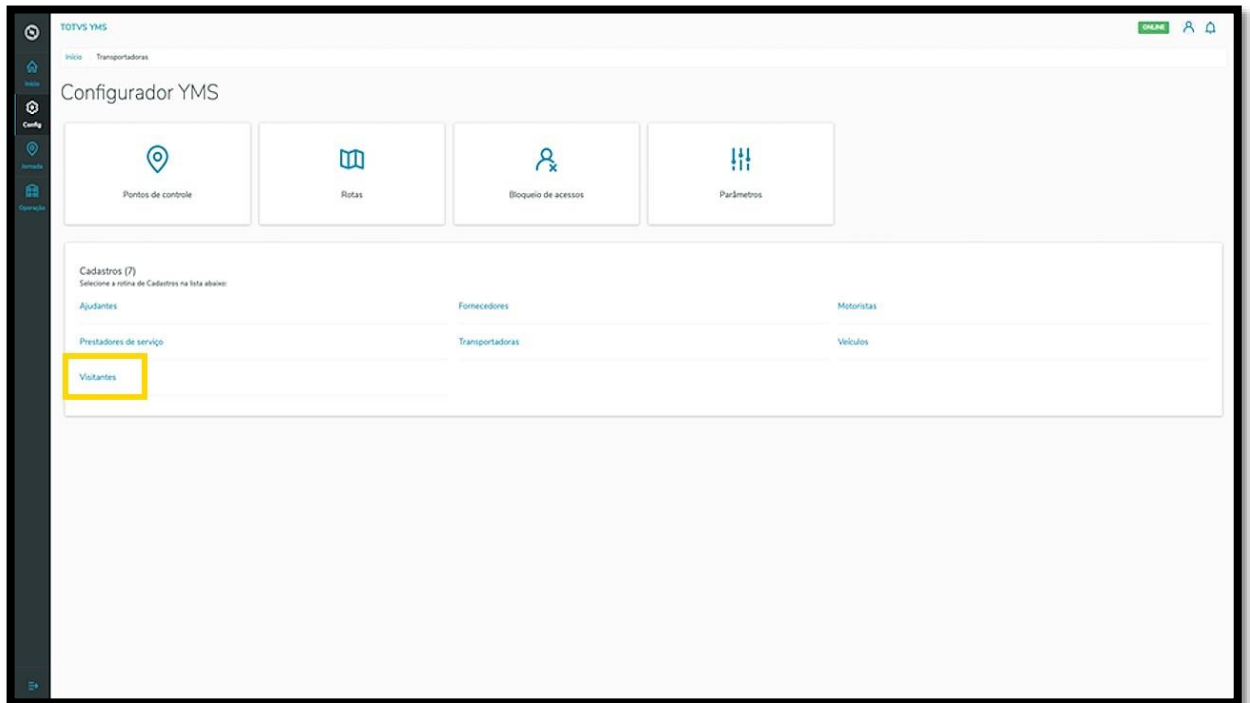 TOTVS YMS
ONLINE
Início
Transportadoras
Início
Configurador YMS
Config
Jornada
Operação
Pontos de controle
Rotas
Bloqueio de acessos
Parâmetros
Cadastros (7)
Selecione a rotina de Cadastros na lista abaixo:
Ajudantes
Fornecedores
Motoristas
Prestadores de serviço
Transportadoras
Veículos
Visitantes